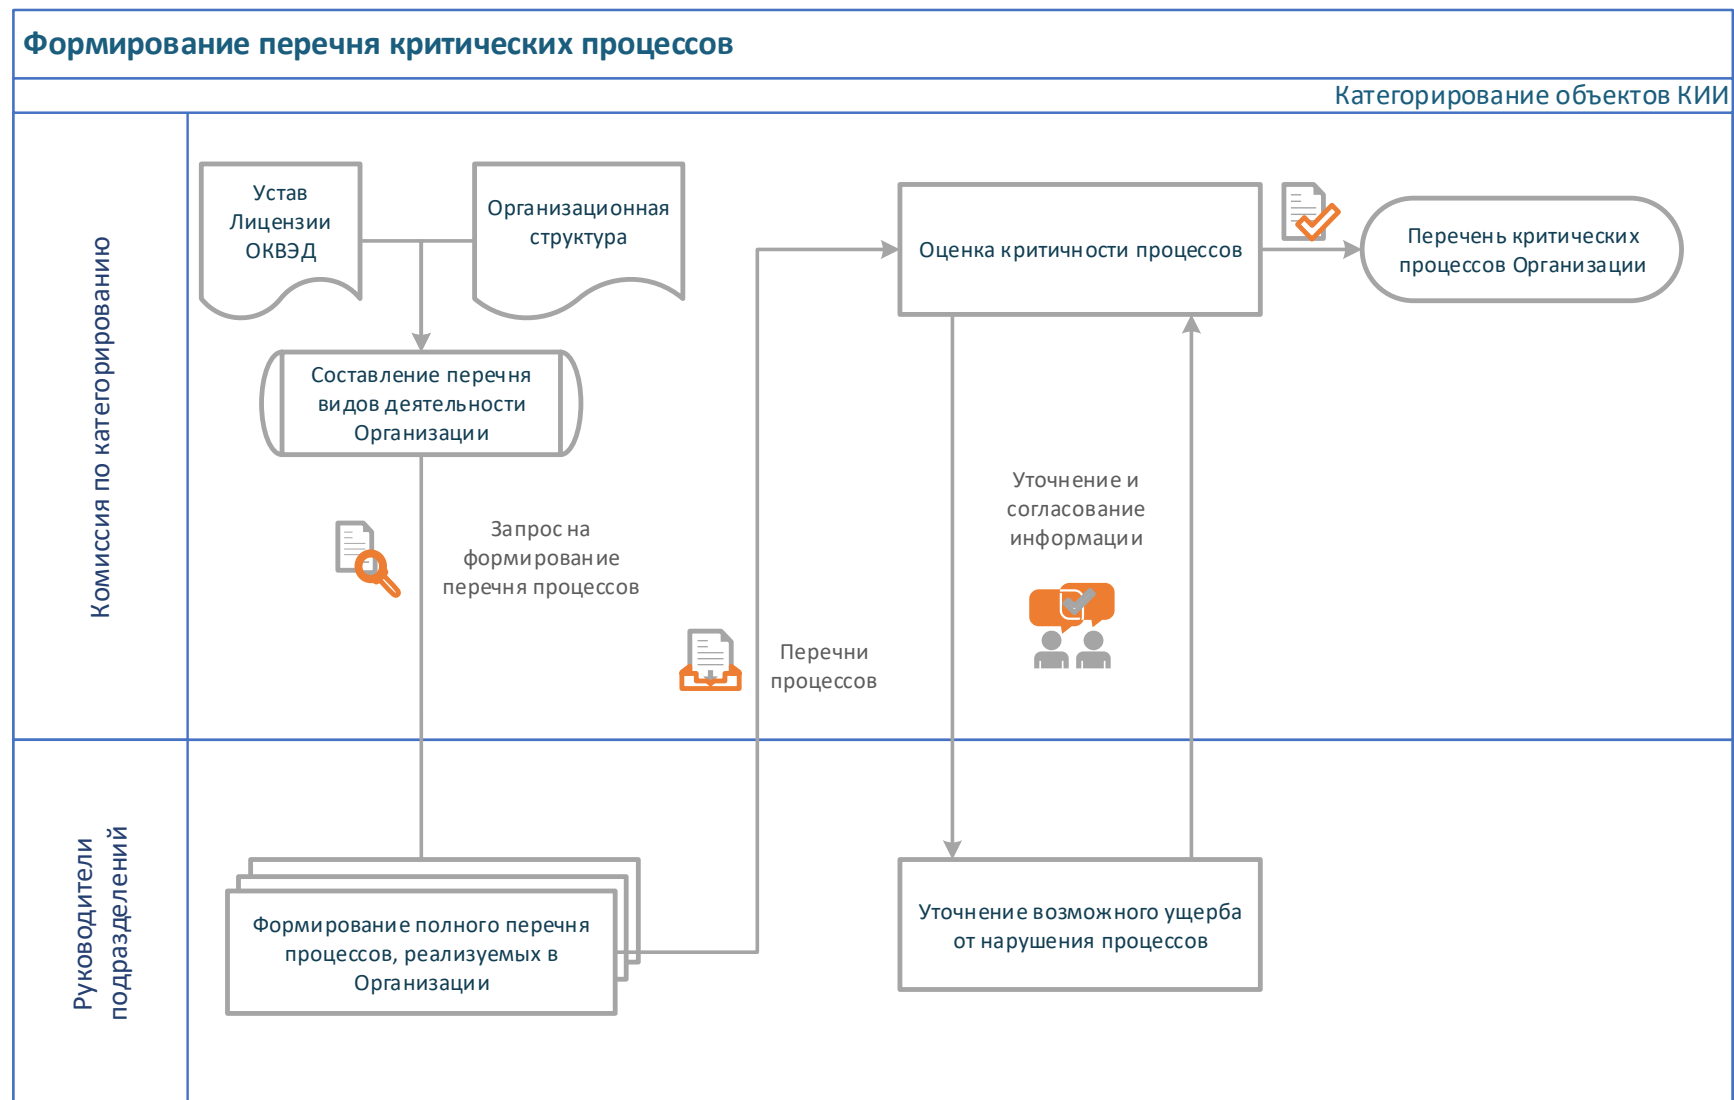 Формирование перечня критических процессов
Категорирование объектов КИИ
Комиссия по категорированию
Устав
Лицензии
ОКВЭД
Организационная
структура
Составление перечня
видов деятельности
Организации
Запрос на
формирование
перечня процессов
Перечни
процессов
Оценка критичности процессов
Перечень критических
процессов Организации
Уточнение и
согласование
информации
Руководители
подразделений
Формирование полного перечня
процессов, реализуемых в
Организации
Уточнение возможного ущерба
от нарушения процессов